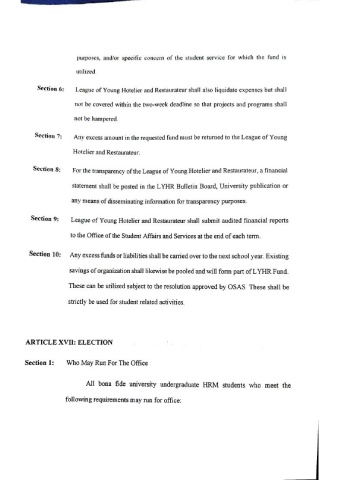 purposes, and/or specific concern of the student service for which the fund is
utilized
Section 6: League of Young Hotelier and Restaurateur shall also liquidate expenses but shall
not be covered within the two-week deadline so that projects and programs shall
not be hampered.
Section 7: Any excess amount in the requested fund must be returned to the League of Young
Hotelier and Restaurateur.
Section 8: For the transparency of the League of Young Hotelier and Restaurateur, a financial
statement shall be posted in the LYHR Bulletin Board, University publication or
any means of disseminating information for transparency purposes.
Section 9: League of Young Hotelier and Restaurateur shall submit audited financial reports
to the Office of the Student Affairs and Services at the end of each term.
Section 10: Any excess funds or liabilities shall be carried over to the next school year. Existing
savings of organization shall likewise be pooled and will form part of LYHR Fund.
These can be utilized subject to the resolution approved by OSAS. These shall be
strictly be used for student related activities.
ARTICLE XVII: ELECTION
Section 1: Who May Run For The Office
All bona fide university undergraduate HRM students who meet the
following requirements may run for office: